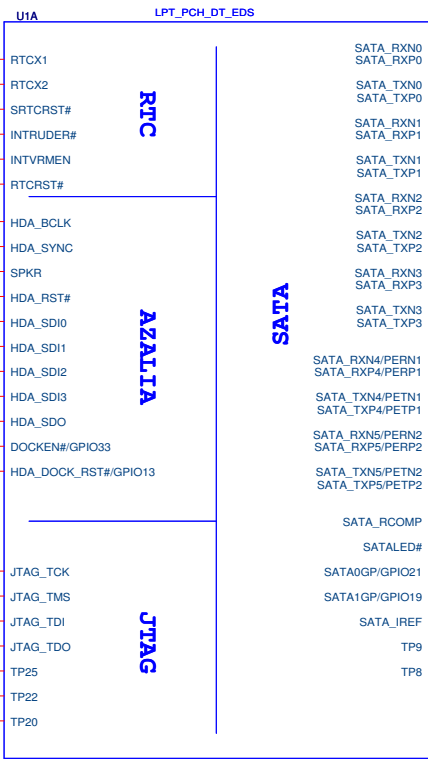 U1A
LPT_PCH_DT_EDS
RTCX1
RTCX2
SRTCRST#
INTRUDER#
INTVRMEN
RTCRST#
RTC
HDA_BCLK
HDA_SYNC
SPKR
HDA_RST#
HDA_SDI0
HDA_SDI1
HDA_SDI2
HDA_SDI3
HDA_SDO
DOCKEN#/GPIO33
HDA_DOCK_RST#/GPIO13
AZALIA
JTAG_TCK
JTAG_TMS
JTAG_TDI
JTAG_TDO
TP25
TP22
TP20
JTAG
SATA
SATA_RXN0
SATA_RXP0
SATA_TXN0
SATA_TXP0
SATA_RXN1
SATA_RXP1
SATA_TXN1
SATA_TXP1
SATA_RXN2
SATA_RXP2
SATA_TXN2
SATA_TXP2
SATA_RXN3
SATA_RXP3
SATA_TXN3
SATA_TXP3
SATA_RXN4/PERN1
SATA_RXP4/PERP1
SATA_TXN4/PETN1
SATA_TXP4/PETP1
SATA_RXN5/PERN2
SATA_RXP5/PERP2
SATA_TXN5/PETN2
SATA_TXP5/PETP2
SATA_RCOMP
SATALED#
SATA0GP/GPIO21
SATA1GP/GPIO19
SATA_IREF
TP9
TP8